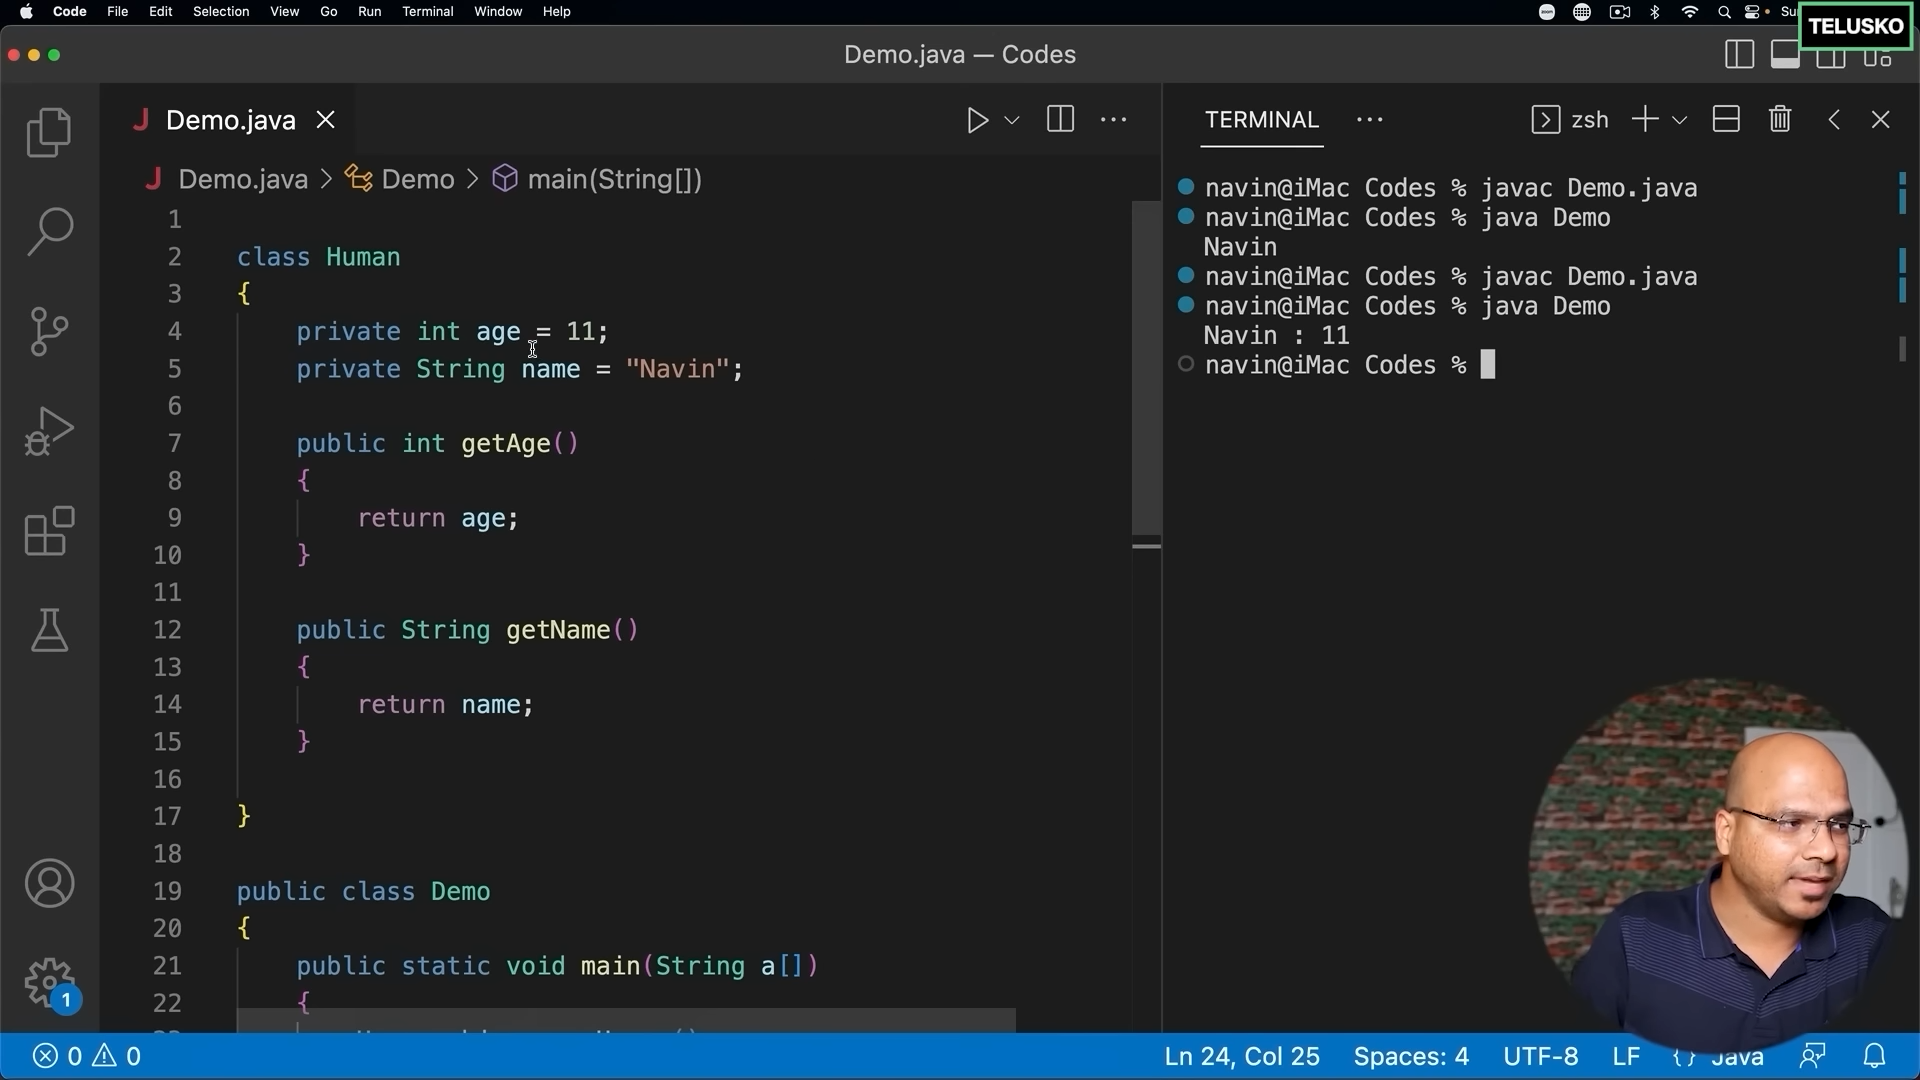 Code File Edit Selection View Go Run Terminal Window Help
TELUSKO
Demo.java — Codes
Demo.java
TERMINAL
zsh
Demo.java > Demo > main(String[])
1
2 class Human
3 {
4 private int age = 11;
5 private String name = "Navin";
6
7 public int getAge()
8 {
9 return age;
10 }
11
12 public String getName()
13 {
14 return name;
15 }
16
17 }
18
19 public class Demo
20 {
21 public static void main(String a[])
22 {
navin@iMac Codes % javac Demo.java
navin@iMac Codes % java Demo
Navin
navin@iMac Codes % javac Demo.java
navin@iMac Codes % java Demo
Navin : 11
navin@iMac Codes %
1
0 0
Ln 24, Col 25 Spaces: 4 UTF-8 LF {} Java